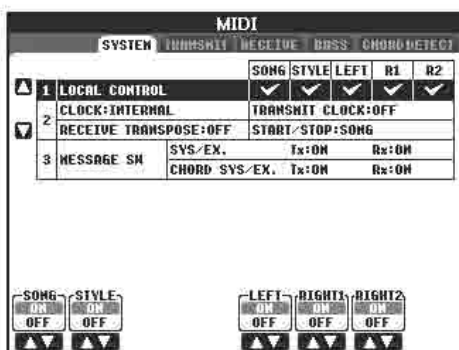 MIDI
SYSTEM TRANSMIT RECEIVE BASS CHORD DETECT
SONG STYLE LEFT R1 R2
1 LOCAL CONTROL
2 CLOCK:INTERNAL TRANSMIT CLOCK:OFF
RECEIVE TRANSPOSE:OFF START/STOP:SONG
3 MESSAGE SW SYS/EX. Tx:ON Rx:ON
CHORD SYS/EX. Tx:ON Rx:ON
SONG STYLE LEFT RIGHT1 RIGHT2
ON ON ON ON ON
OFF OFF OFF OFF OFF